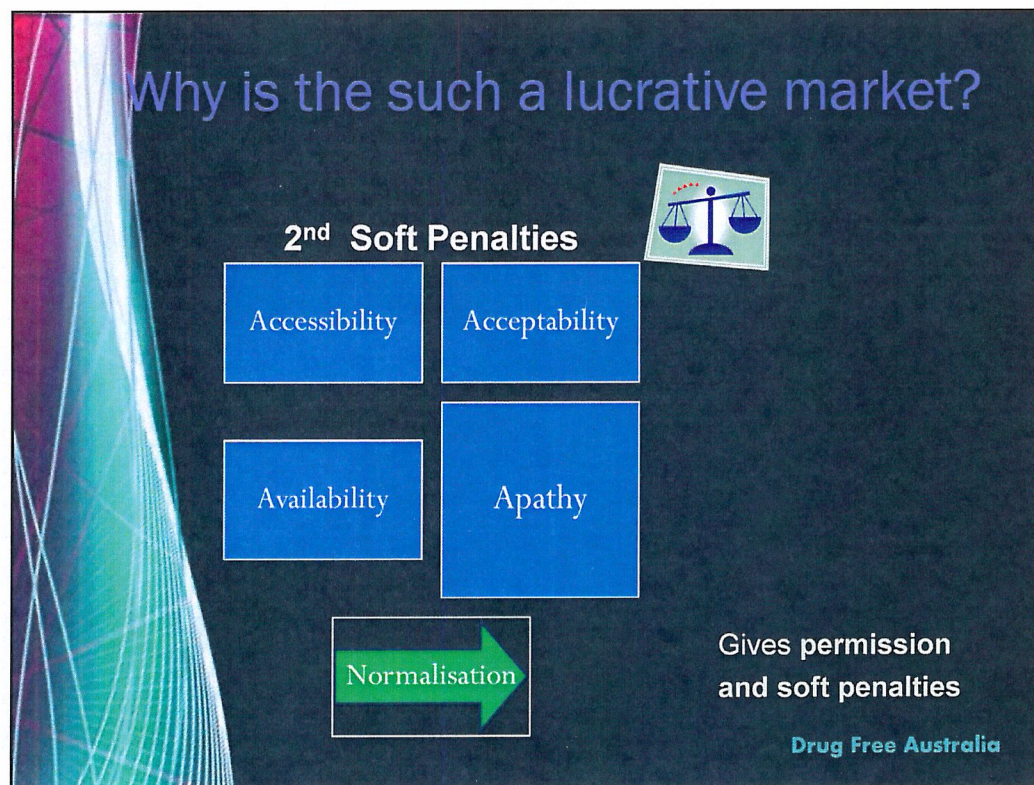 Why is the such a lucrative market?
2nd Soft Penalties
Accessibility
Acceptability
Availability
Apathy
Normalisation
Gives permission
and soft penalties
Drug Free Australia